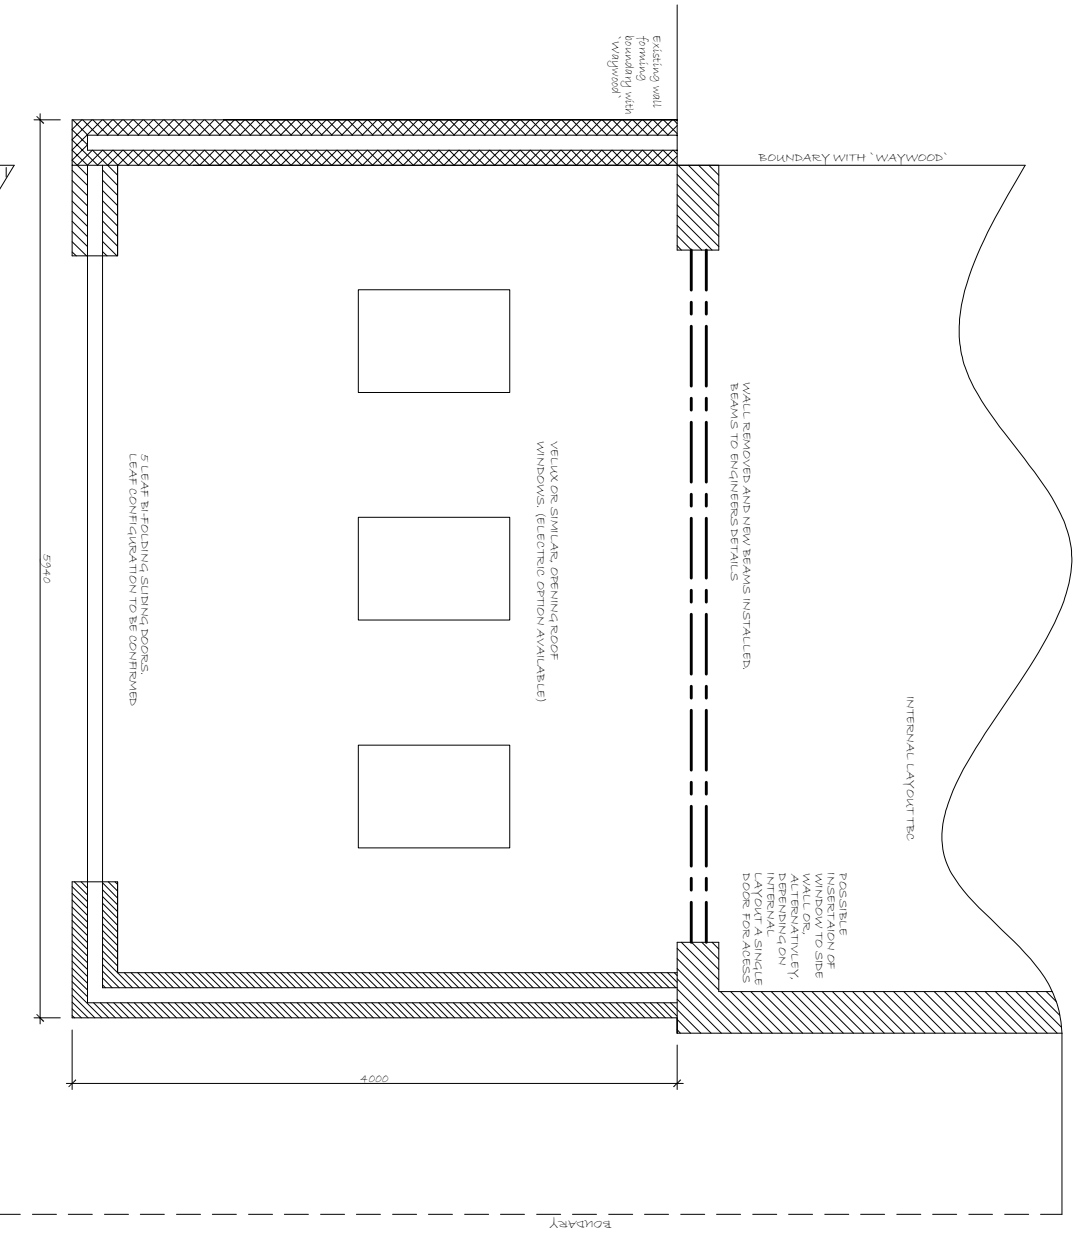 Existing wall
forming
boundary with
'Waywood'
BOUNDARY WITH `WAYWOOD`
WALL REMOVED AND NEW BEAMS INSTALLED.
BEAMS TO ENGINEERS DETAILS
VELUX OR SIMILAR, OPENING ROOF
WINDOWS. (ELECTRIC OPTION AVAILABLE)
5 LEAF BI-FOLDING SLIDING DOORS.
LEAF CONFIGURATION TO BE CONFIRMED
5940
INTERNAL LAYOUT TBC
POSSIBLE
INSERTAION OF
WINDOW TO SIDE
WALL OR,
ALTERNATIVLEY,
DEPENDING ON
INTERNAL
LAYOUT A SINGLE
DOOR FOR ACESS
4000
BOUDARY